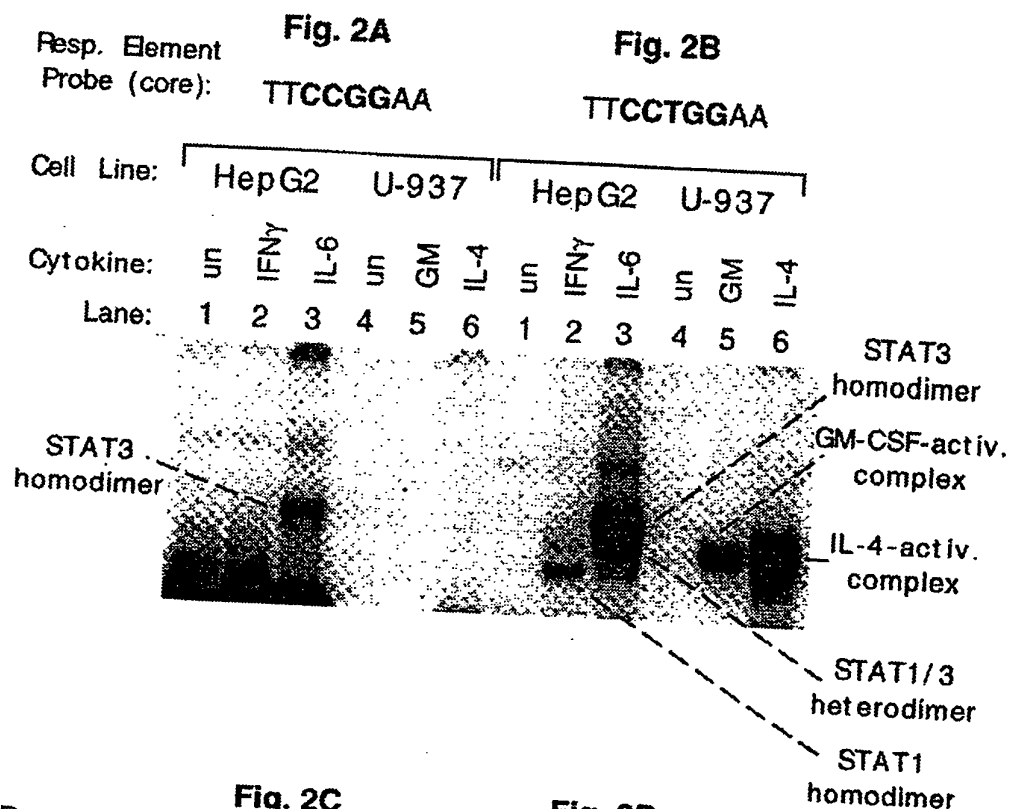 Fig. 2A
Fig. 2B
Resp. Element
Probe (core):
TTCCGGAA
TTCCTGGAA
Cell Line:
HepG2
U-937
HepG2
U-937
Cytokine:
un
IFNγ
IL-6
un
GM
IL-4
un
IFNγ
IL-6
un
GM
IL-4
Lane:
1 2 3 4 5 6 1 2 3 4 5 6
STAT3
homodimer
STAT3
homodimer
GM-CSF-activ.
complex
IL-4-activ.
complex
STAT1/3
heterodimer
STAT1
homodimer
Fig. 2C